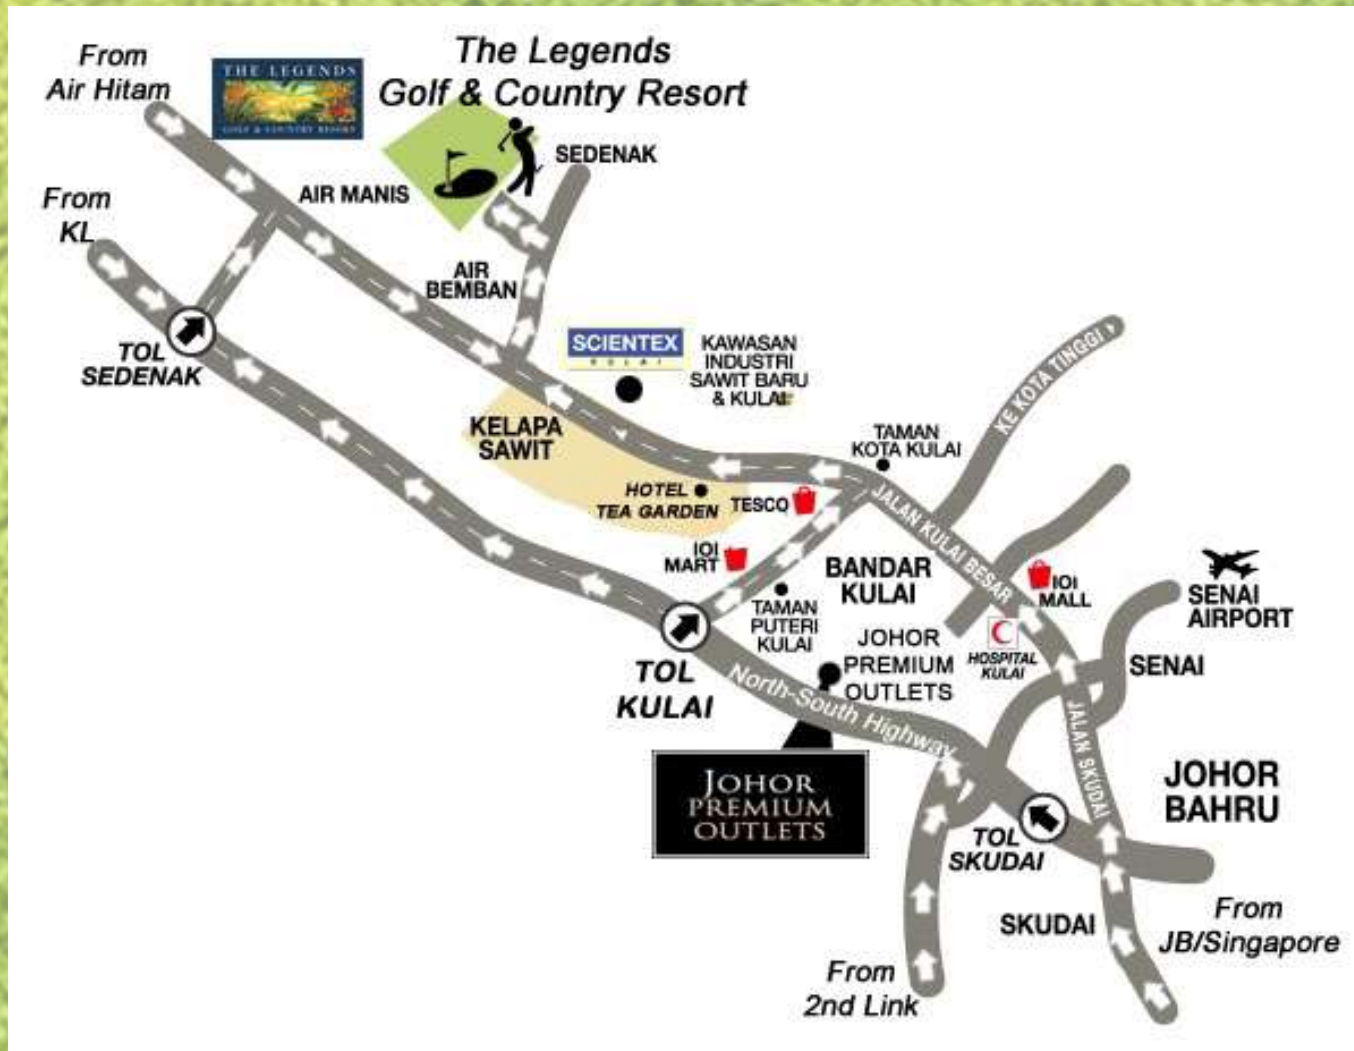 From
Air Hitam
THE LEGENDS
GOLF & COUNTRY RESORT
The Legends
Golf & Country Resort
SEDENAK
AIR MANIS
From
KL
AIR
BEMBAN
TOL
SEDENAK
SCIENTEX
KULAI
KAWASAN
INDUSTRI
SAWIT BARU
& KULAI
KE KOTA TINGGI
KELAPA
SAWIT
TAMAN
KOTA KULAI
HOTEL
TEA GARDEN
TESCO
JALAN KULAI BESAR
IOI
MART
BANDAR
KULAI
IOI
MALL
SENAI
AIRPORT
TAMAN
PUTERI
KULAI
JOHOR
PREMIUM
OUTLETS
HOSPITAL
KULAI
SENAI
TOL
KULAI
North-South Highway
JALAN SKUDAI
JOHOR
PREMIUM
OUTLETS
JOHOR
BAHRU
TOL
SKUDAI
SKUDAI
From
JB/Singapore
From
2nd Link